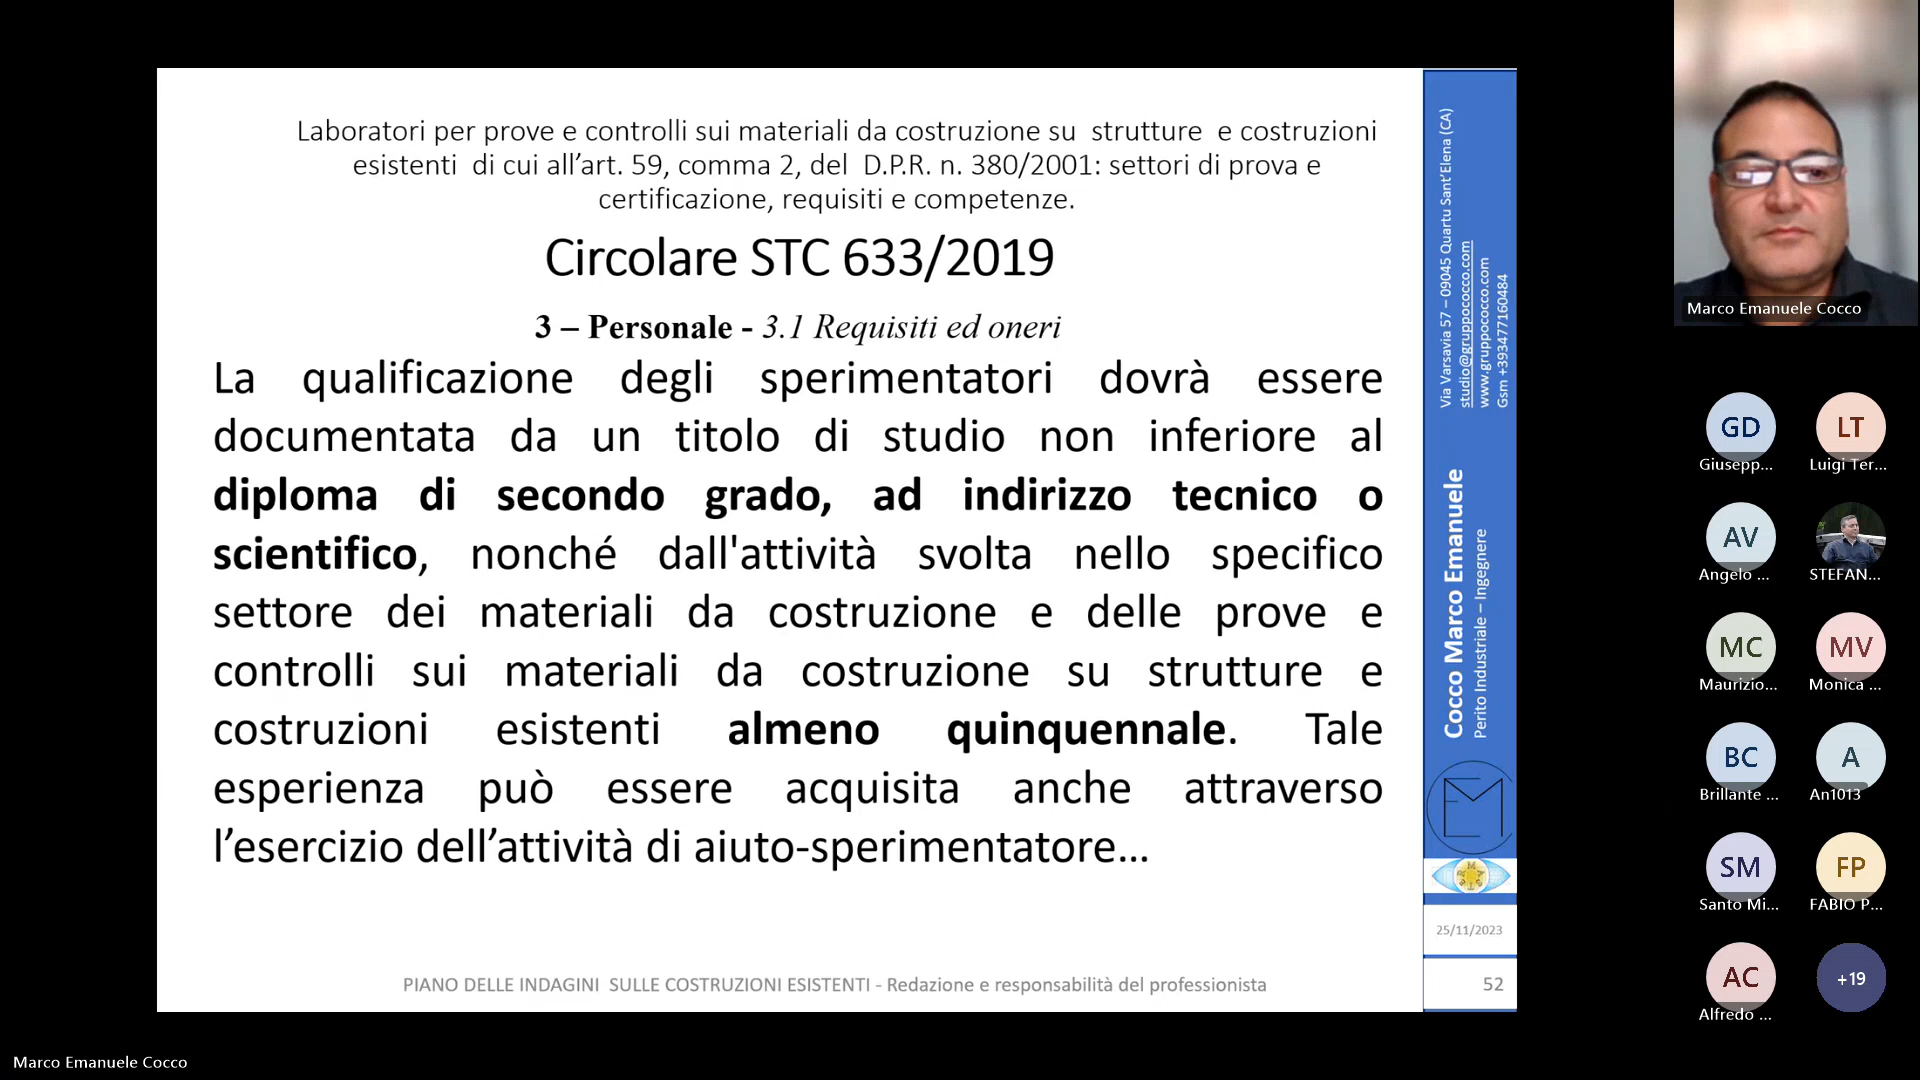 Laboratori per prove e controlli sui materiali da costruzione su strutture e costruzioni
esistenti di cui all’art. 59, comma 2, del D.P.R. n. 380/2001: settori di prova e
certificazione, requisiti e competenze.
Circolare STC 633/2019
3 – Personale - 3.1 Requisiti ed oneri
La qualificazione degli sperimentatori dovrà essere
documentata da un titolo di studio non inferiore al
diploma di secondo grado, ad indirizzo tecnico o
scientifico, nonché dall'attività svolta nello specifico
settore dei materiali da costruzione e delle prove e
controlli sui materiali da costruzione su strutture e
costruzioni esistenti almeno quinquennale. Tale
esperienza può essere acquisita anche attraverso
l’esercizio dell’attività di aiuto-sperimentatore…
PIANO DELLE INDAGINI SULLE COSTRUZIONI ESISTENTI - Redazione e responsabilità del professionista
Via Varsavia 57 – 09045 Quartu Sant’Elena (CA)
studio@gruppococco.com
www.gruppococco.com
Gsm +393477160484
Cocco Marco Emanuele
Perito Industriale – Ingegnere
25/11/2023
52
Marco Emanuele Cocco
GD
Giusepp...
LT
Luigi Ter...
AV
Angelo ...
STEFAN...
MC
Maurizio...
MV
Monica ...
BC
Brillante ...
A
An1013
SM
Santo Mi...
FP
FABIO P...
AC
Alfredo ...
+19
Marco Emanuele Cocco